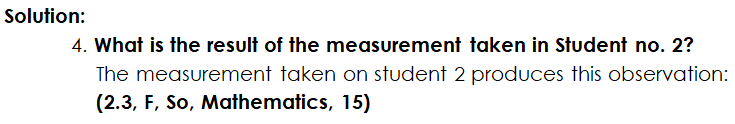 Solution:
4. What is the result of the measurement taken in Student no. 2?
The measurement taken on student 2 produces this observation:
(2.3, F, So, Mathematics, 15)